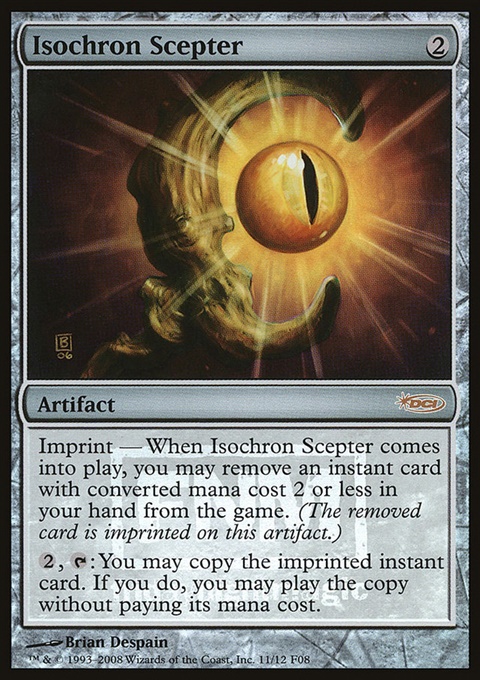 Isochron Scepter 2
B
06
Artifact DCI
Imprint — When Isochron Scepter comes
into play, you may remove an instant card
with converted mana cost 2 or less in
your hand from the game. (The removed
card is imprinted on this artifact.)
2, : You may copy the imprinted instant
card. If you do, you may play the copy
without paying its mana cost.
Brian Despain
™ & © 1993–2008 Wizards of the Coast, Inc. 11/12 F08